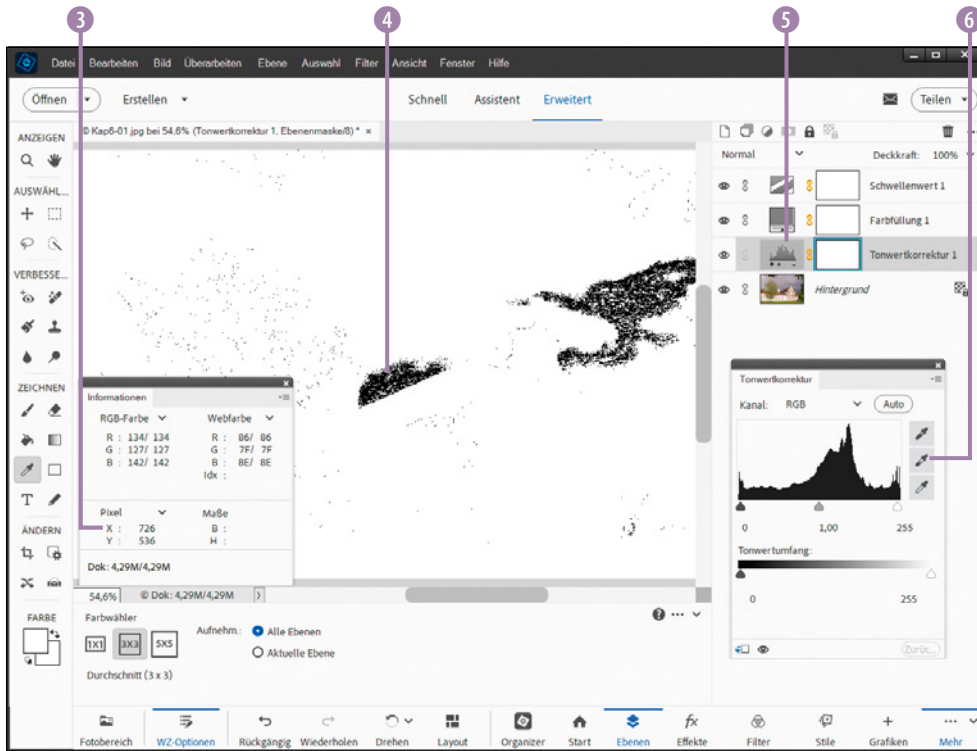 3 4 5 6
Datei Bearbeiten Bild Überarbeiten Ebene Auswahl Filter Ansicht Fenster Hilfe
Öffnen Erstellen Schnell Assistent Erweitert Teilen
ANZEIGEN
© Kap6-01.jpg bei 54,6% (Tonwertkorrektur 1, Ebenenmaske/8) * ×
Normal Deckkraft: 100%
AUSWÄHL...
Schwellenwert 1
Farbfüllung 1
VERBESSE...
Tonwertkorrektur 1
Hintergrund
ZEICHNEN
Informationen
RGB-Farbe Webfarbe
R : 134/ 134 R : 86/ 86
G : 127/ 127 G : 7F/ 7F
B : 142/ 142 B : 8E/ 8E
Idx :
Pixel Maße
X : 726 B :
Y : 536 H :
Dok: 4,29M/4,29M
Tonwertkorrektur
Kanal: RGB Auto
0 1,00 255
Tonwertumfang:
0 255
Zurüc...
ÄNDERN
54,6% © Dok: 4,29M/4,29M
FARBE
Farbwähler
1X1 3X3 5X5
Aufnehm.: Alle Ebenen
Aktuelle Ebene
Durchschnitt (3 x 3)
Fotobereich WZ-Optionen Rückgängig Wiederholen Drehen Layout Organizer Start Ebenen Effekte Filter Stile Grafiken Mehr